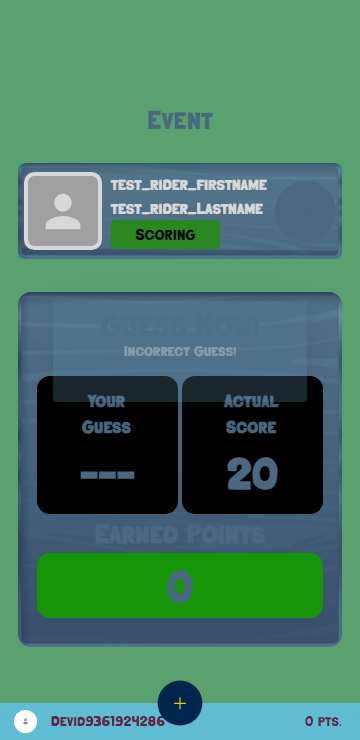 Event
TEST_RIDER_FIRSTNAME
TEST_RIDER_LASTNAME
Scoring
Guess Now!
Incorrect Guess!
Your Guess
---
Actual Score
20
Earned Points
0
+
Devid9361924286
0 PTS.